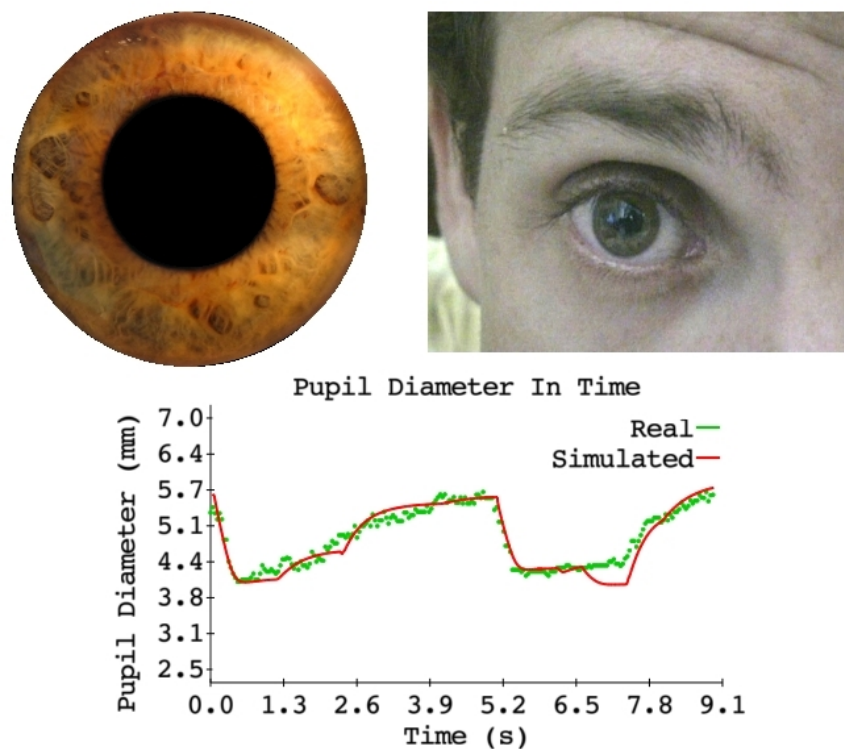 Pupil Diameter In Time
Real
Simulated
Pupil Diameter (mm)
7.0
6.4
5.7
5.1
4.4
3.8
3.1
2.5
0.0 1.3 2.6 3.9 5.2 6.5 7.8 9.1
Time (s)